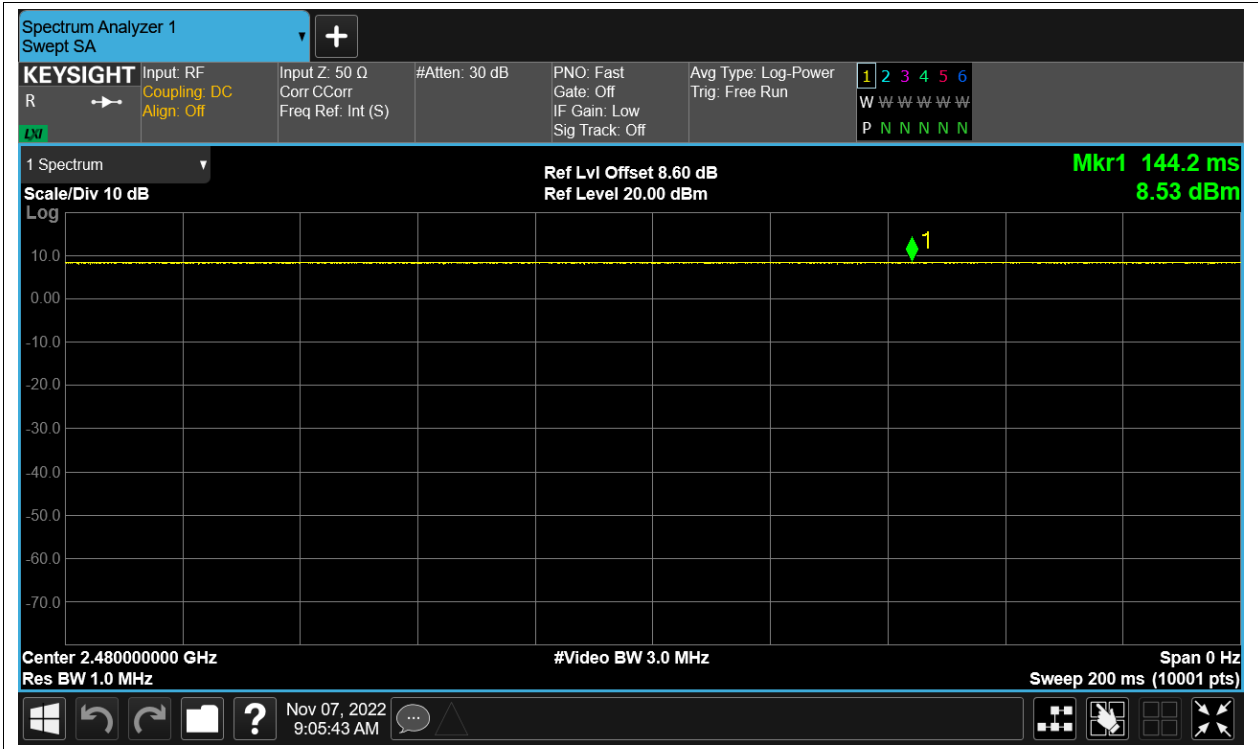 Spectrum Analyzer 1
Swept SA
KEYSIGHT
R
LXI
Input: RF
Coupling: DC
Align: Off
Input Z: 50 Ω
Corr CCorr
Freq Ref: Int (S)
#Atten: 30 dB
PNO: Fast
Gate: Off
IF Gain: Low
Sig Track: Off
Avg Type: Log-Power
Trig: Free Run
1 2 3 4 5 6
W W W W W W
P N N N N N
1 Spectrum
Scale/Div 10 dB
Log
Ref Lvl Offset 8.60 dB
Ref Level 20.00 dBm
Mkr1 144.2 ms
8.53 dBm
1
10.0
0.00
-10.0
-20.0
-30.0
-40.0
-50.0
-60.0
-70.0
Center 2.480000000 GHz
Res BW 1.0 MHz
#Video BW 3.0 MHz
Span 0 Hz
Sweep 200 ms (10001 pts)
?
Nov 07, 2022
9:05:43 AM